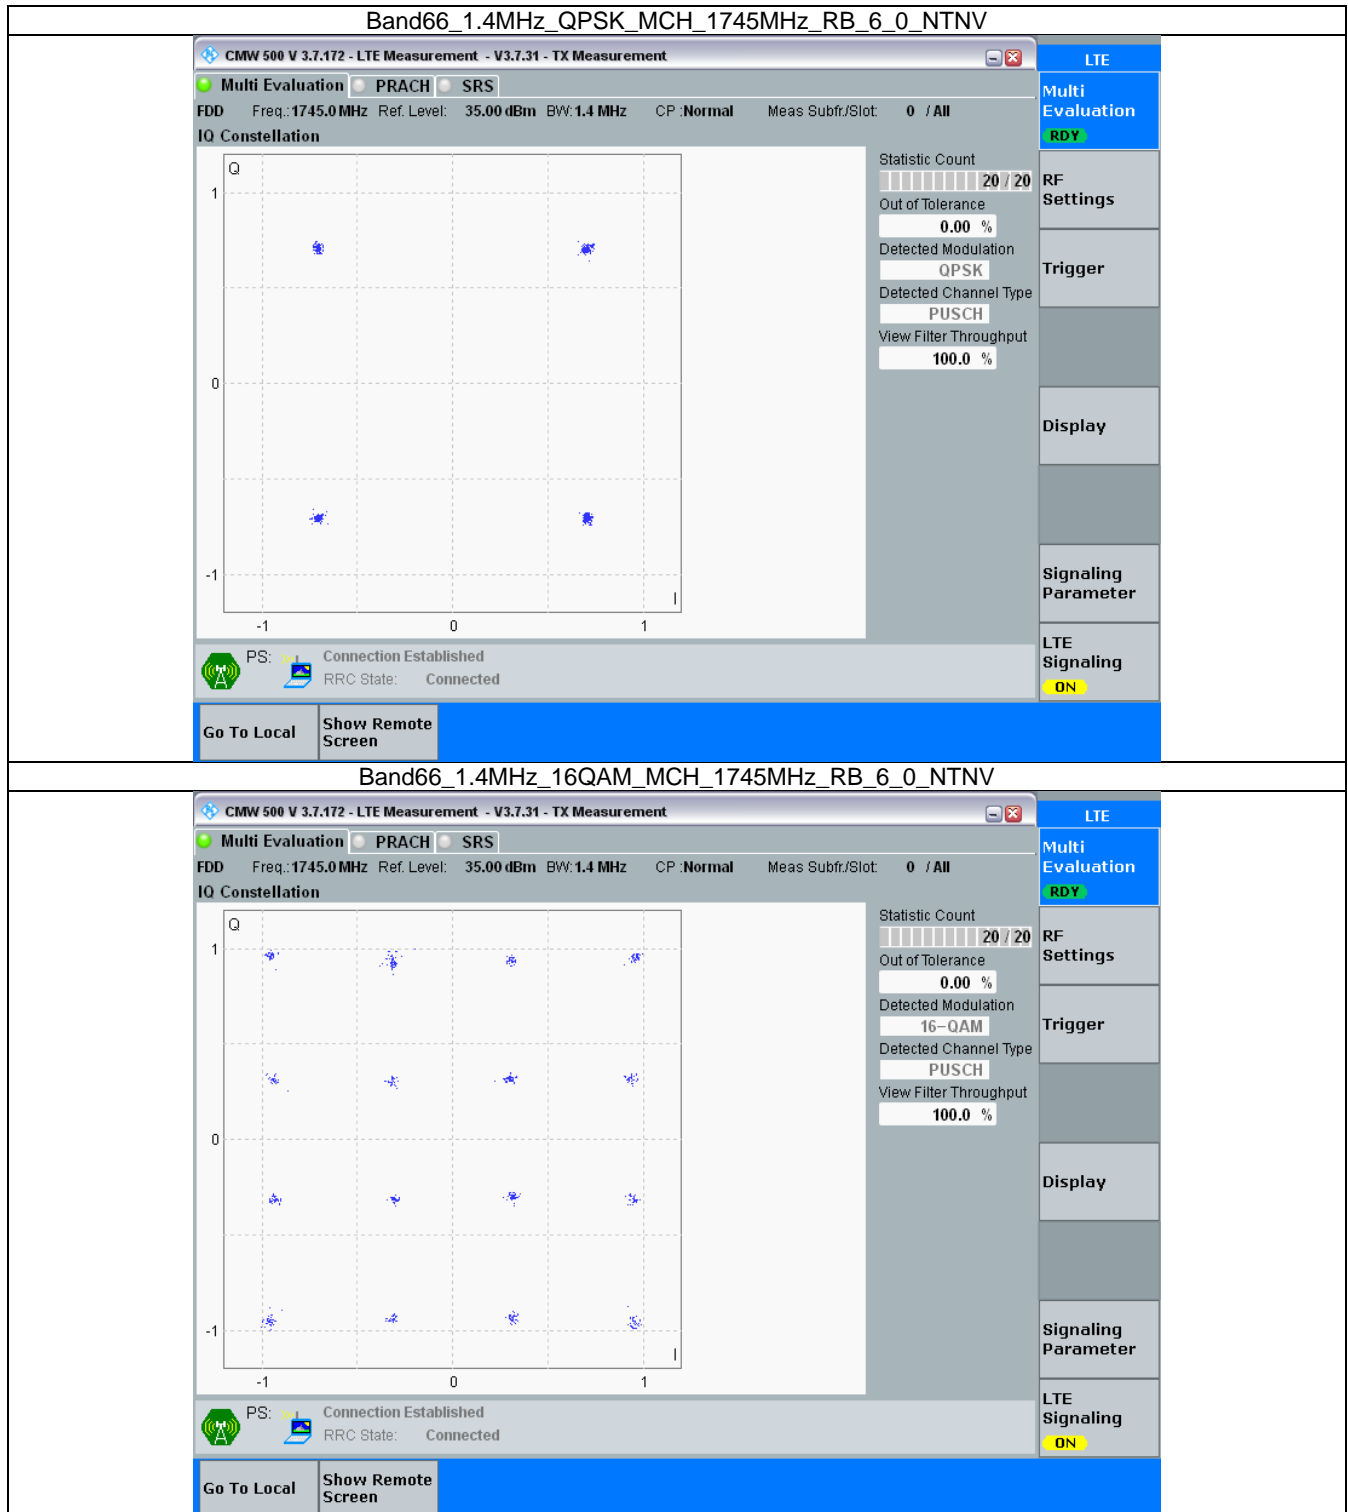 Band66_1.4MHz_QPSK_MCH_1745MHz_RB_6_0_NTNV
CMW 500 V 3.7.172 - LTE Measurement - V3.7.31 - TX Measurement
LTE
Multi Evaluation PRACH SRS
Multi
Evaluation
RDY
FDD Freq.:1745.0 MHz Ref. Level: 35.00 dBm BW:1.4 MHz CP :Normal Meas Subfr./Slot: 0 / All
IQ Constellation
Q
1
0
-1
I
-1 0 1
Statistic Count
20 / 20
Out of Tolerance
0.00 %
Detected Modulation
QPSK
Detected Channel Type
PUSCH
View Filter Throughput
100.0 %
RF
Settings
Trigger
Display
Signaling
Parameter
LTE
Signaling
ON
PS: Connection Established
RRC State: Connected
Go To Local
Show Remote
Screen
Band66_1.4MHz_16QAM_MCH_1745MHz_RB_6_0_NTNV
CMW 500 V 3.7.172 - LTE Measurement - V3.7.31 - TX Measurement
LTE
Multi Evaluation PRACH SRS
Multi
Evaluation
RDY
FDD Freq.:1745.0 MHz Ref. Level: 35.00 dBm BW:1.4 MHz CP :Normal Meas Subfr./Slot: 0 / All
IQ Constellation
Q
1
0
-1
I
-1 0 1
Statistic Count
20 / 20
Out of Tolerance
0.00 %
Detected Modulation
16-QAM
Detected Channel Type
PUSCH
View Filter Throughput
100.0 %
RF
Settings
Trigger
Display
Signaling
Parameter
LTE
Signaling
ON
PS: Connection Established
RRC State: Connected
Go To Local
Show Remote
Screen